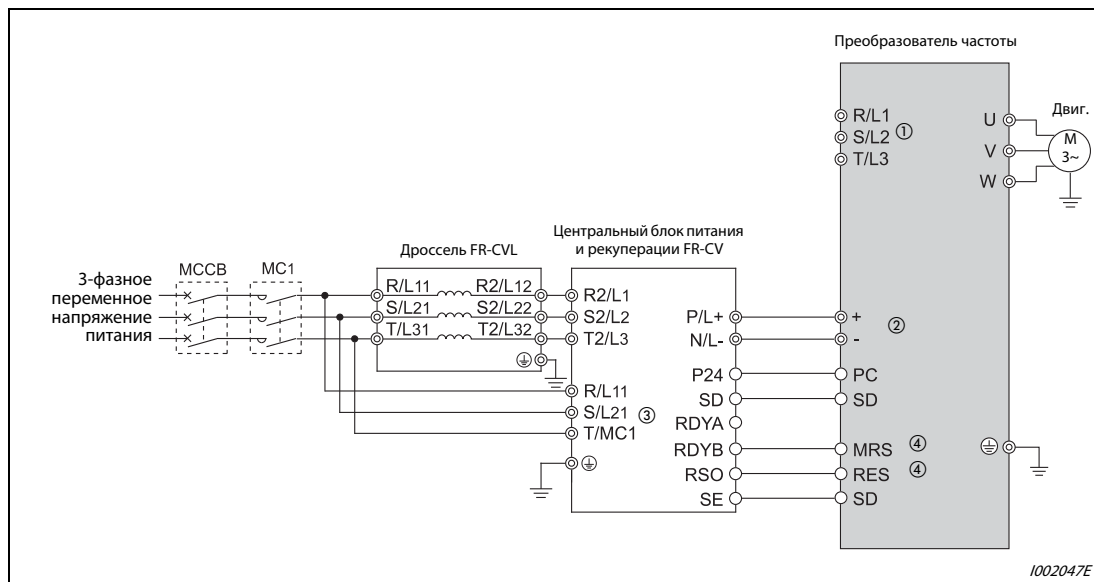 Преобразователь частоты
R/L1
S/L2 ①
T/L3
U
V
W
Двиг.
M
3~
Центральный блок питания
и рекуперации FR-CV
Дроссель FR-CVL
3-фазное
переменное
напряжение
питания
MCCB
MC1
R/L11 R2/L12
S/L21 S2/L22
T/L31 T2/L32
R2/L1
S2/L2
T2/L3
R/L11
S/L21 ③
T/MC1
P/L+
N/L-
P24
SD
RDYA
RDYB
RSO
SE
+
②
-
PC
SD
MRS ④
RES ④
SD
I002047E